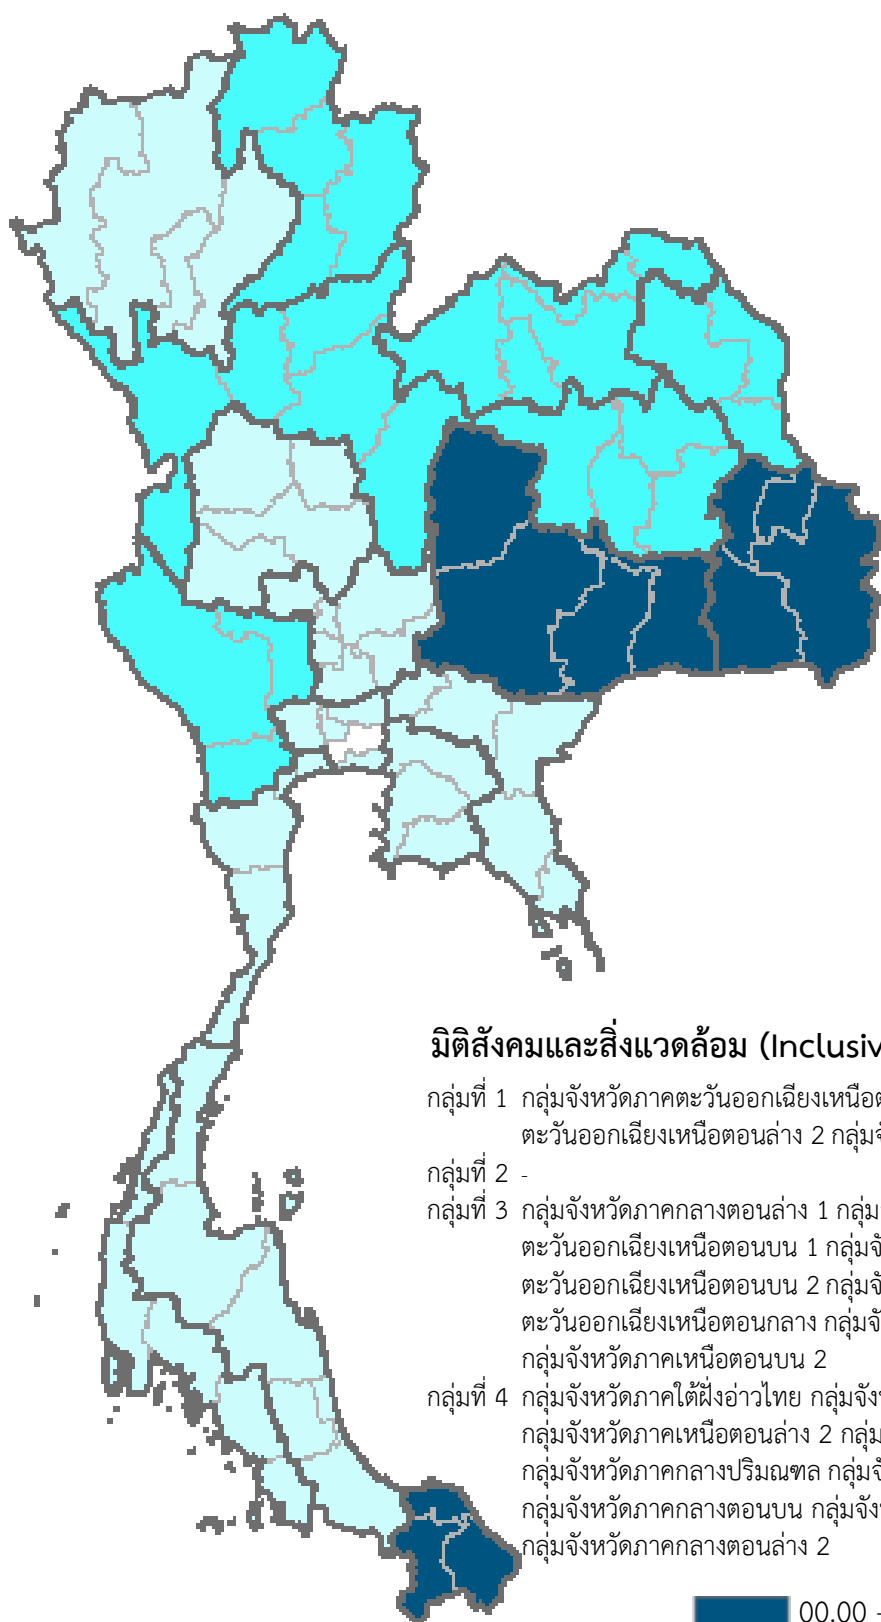 มิติสังคมและสิ่งแวดล้อม (Inclusiv
กลุ่มที่ 1 กลุ่มจังหวัดภาคตะวันออกเฉียงเหนือต
ตะวันออกเฉียงเหนือตอนล่าง 2 กลุ่มจั
กลุ่มที่ 2 -
กลุ่มที่ 3 กลุ่มจังหวัดภาคกลางตอนล่าง 1 กลุ่ม
ตะวันออกเฉียงเหนือตอนบน 1 กลุ่มจั
ตะวันออกเฉียงเหนือตอนบน 2 กลุ่มจั
ตะวันออกเฉียงเหนือตอนกลาง กลุ่มจั
กลุ่มจังหวัดภาคเหนือตอนบน 2
กลุ่มที่ 4 กลุ่มจังหวัดภาคใต้ฝั่งอ่าวไทย กลุ่มจังห
กลุ่มจังหวัดภาคเหนือตอนล่าง 2 กลุ่ม
กลุ่มจังหวัดภาคกลางปริมณฑล กลุ่มจั
กลุ่มจังหวัดภาคกลางตอนบน กลุ่มจังห
กลุ่มจังหวัดภาคกลางตอนล่าง 2
00.00 -